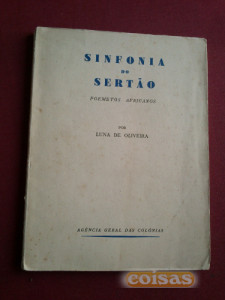 SINFONIA
DO
SERTÃO
POEMETOS AFRICANOS
POR
LUNA DE OLIVEIRA
AGÊNCIA GERAL DAS COLÓNIAS
coisas